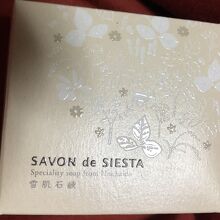 SAVON de SIESTA
Speciality soap from Hokkaido
雪肌石鹸